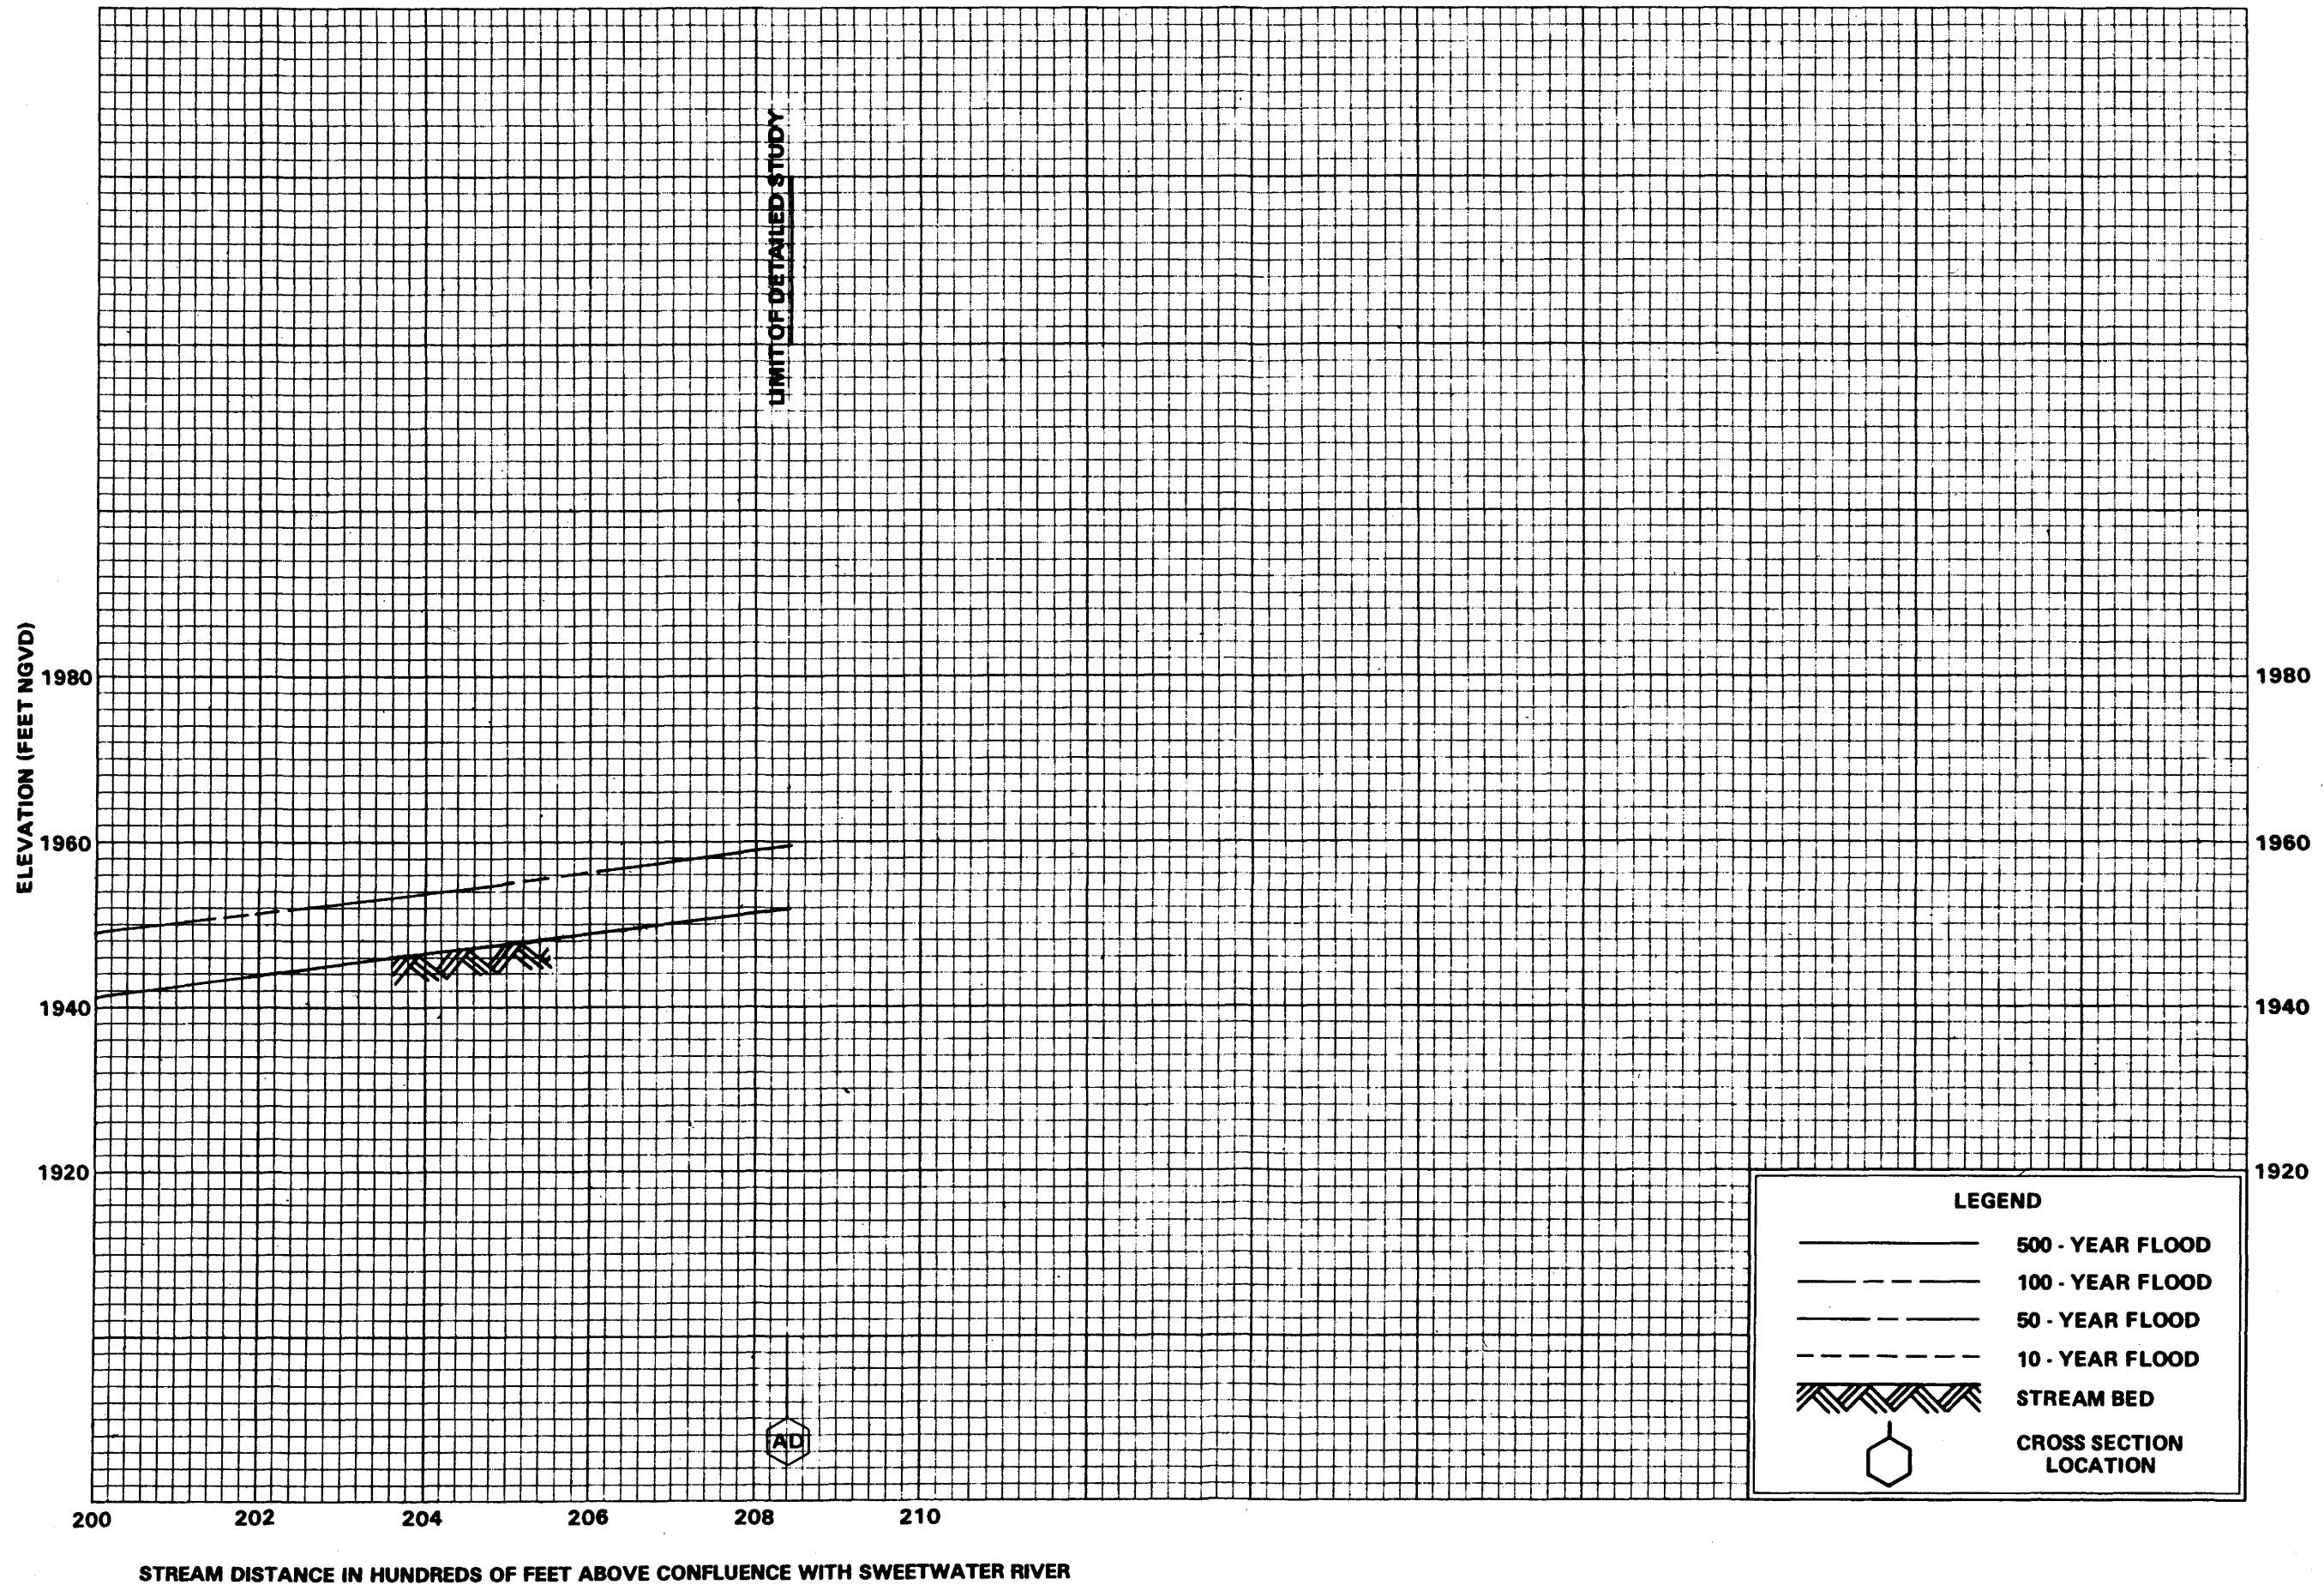 LIMIT OF DETAILED STUDY
ELEVATION (FEET NGVD)
1980
1980
1960
1960
1940
1940
1920
1920
LEGEND
500 - YEAR FLOOD
100 - YEAR FLOOD
50 - YEAR FLOOD
10 - YEAR FLOOD
STREAM BED
CROSS SECTION
LOCATION
AD
200
202
204
206
208
210
STREAM DISTANCE IN HUNDREDS OF FEET ABOVE CONFLUENCE WITH SWEETWATER RIVER